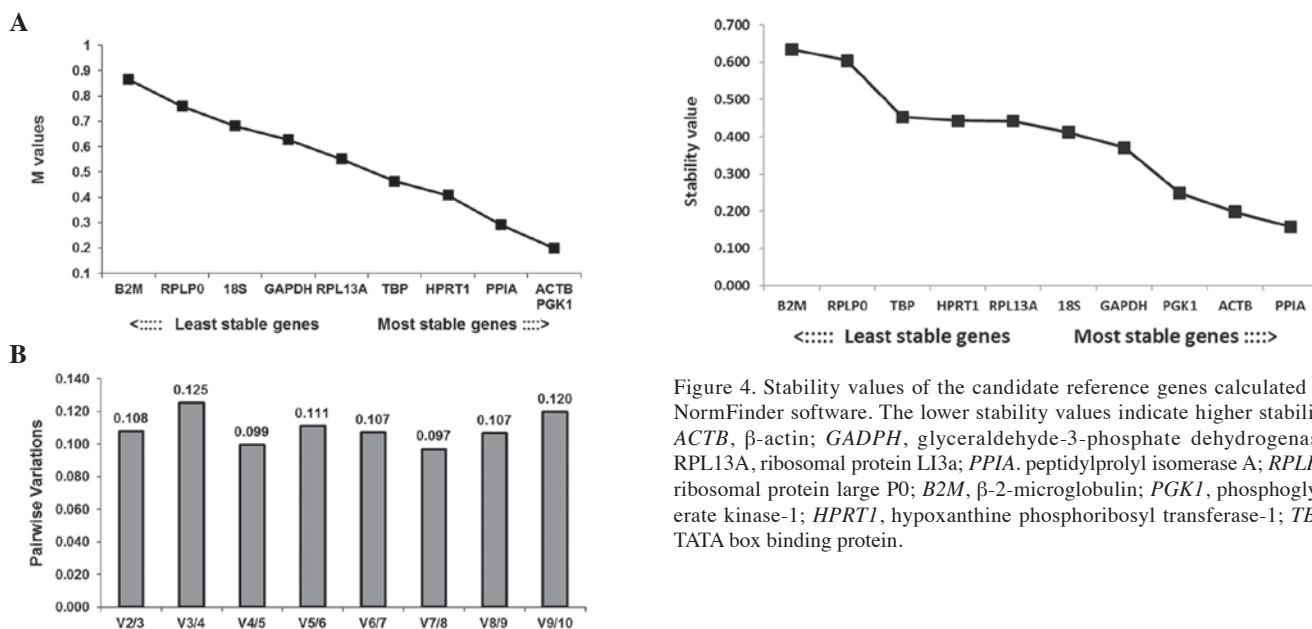 A
M values
1
0.9
0.8
0.7
0.6
0.5
0.4
0.3
0.2
0.1
B2M RPLP0 18S GAPDH RPL13A TBP HPRT1 PPIA ACTB
PGK1
<::::: Least stable genes Most stable genes ::::>
B
Pairwise Variations
0.140
0.120
0.100
0.080
0.060
0.040
0.020
0.000
0.108 0.125 0.099 0.111 0.107 0.097 0.107 0.120
V2/3 V3/4 V4/5 V5/6 V6/7 V7/8 V8/9 V9/10
Stability value
0.700
0.600
0.500
0.400
0.300
0.200
0.100
0.000
B2M RPLP0 TBP HPRT1 RPL13A 18S GAPDH PGK1 ACTB PPIA
<::::: Least stable genes Most stable genes ::::>
Figure 4. Stability values of the candidate reference genes calculated
NormFinder software. The lower stability values indicate higher stabili
ACTB, β-actin; GADPH, glyceraldehyde-3-phosphate dehydrogenas
RPL13A, ribosomal protein LI3a; PPIA. peptidylprolyl isomerase A; RPLP
ribosomal protein large P0; B2M, β-2-microglobulin; PGK1, phosphogly
erate kinase-1; HPRT1, hypoxanthine phosphoribosyl transferase-1; TB
TATA box binding protein.